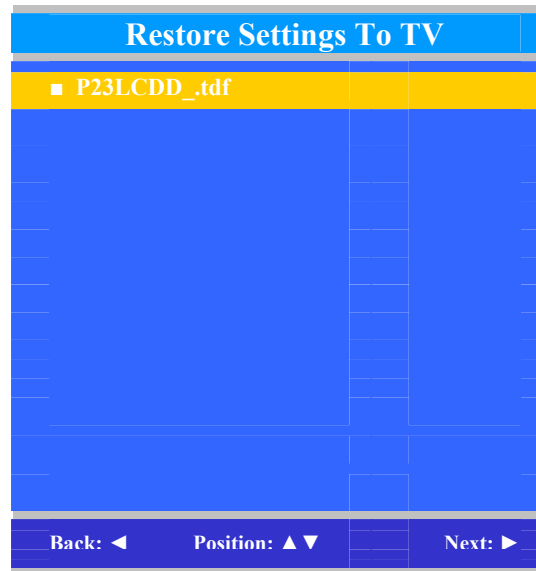 Restore Settings To TV
■ P23LCDD_.tdf
Back: ◄ Position: ▲▼ Next: ►